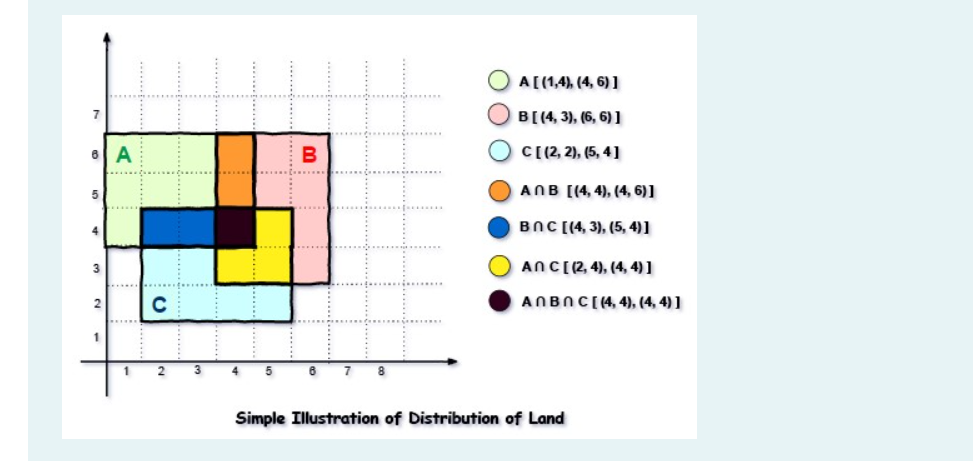 7
6
5
4
3
2
1
A
B
C
1 2 3 4 5 6 7 8
A [ (1,4), (4, 6) ]
B [ (4, 3), (6, 6) ]
C [ (2, 2), (5, 4 ]
A ∩ B [ (4, 4), (4, 6) ]
B ∩ C [ (4, 3), (5, 4) ]
A ∩ C [ (2, 4), (4, 4) ]
A ∩ B ∩ C [ (4, 4), (4, 4) ]
Simple Illustration of Distribution of Land